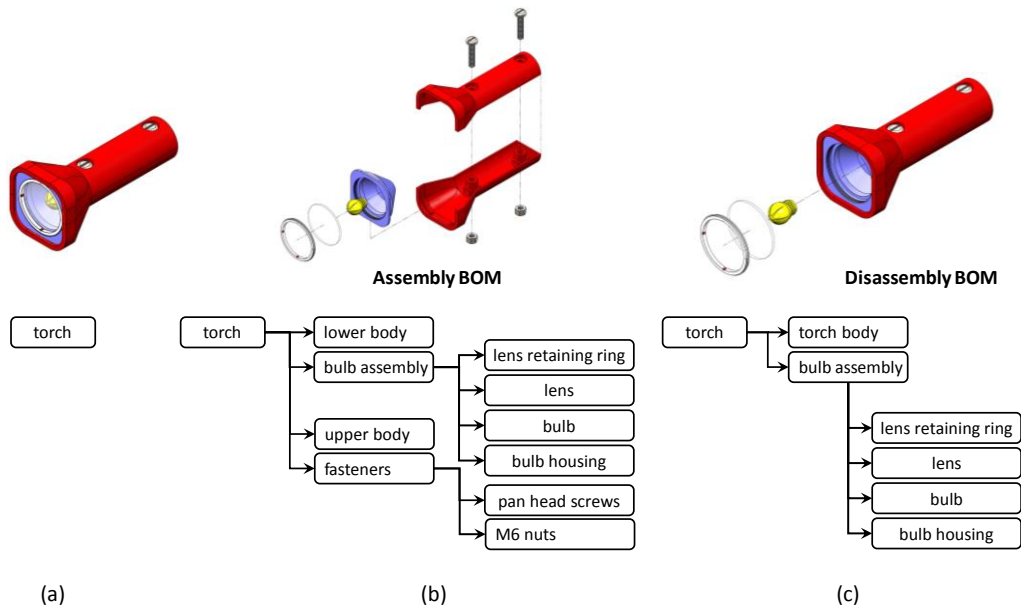 Assembly BOM
Disassembly BOM
torch
torch
lower body
bulb assembly
lens retaining ring
lens
bulb
upper body
fasteners
bulb housing
pan head screws
M6 nuts
torch
torch body
bulb assembly
lens retaining ring
lens
bulb
bulb housing
(a)
(b)
(c)